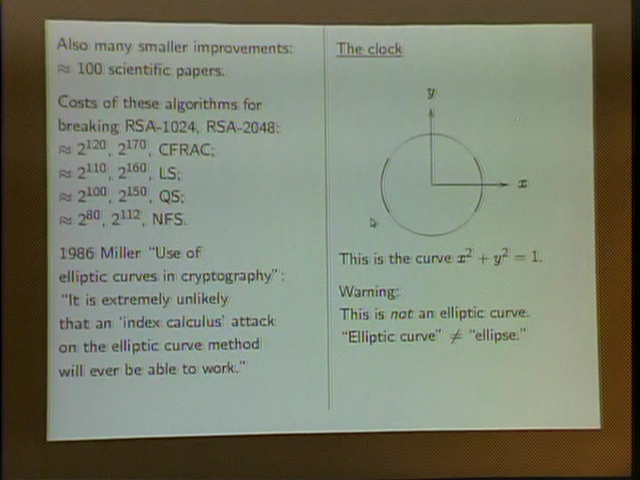 Also many smaller improvements:
≈ 100 scientific papers.
Costs of these algorithms for
breaking RSA-1024, RSA-2048:
≈ 2^120, 2^170, CFRAC;
≈ 2^110, 2^160, LS;
≈ 2^100, 2^150, QS;
≈ 2^80, 2^112, NFS.
1986 Miller "Use of
elliptic curves in cryptography":
"It is extremely unlikely
that an 'index calculus' attack
on the elliptic curve method
will ever be able to work."
The clock
y
x
This is the curve x² + y² = 1.
Warning:
This is not an elliptic curve.
"Elliptic curve" ≠ "ellipse."